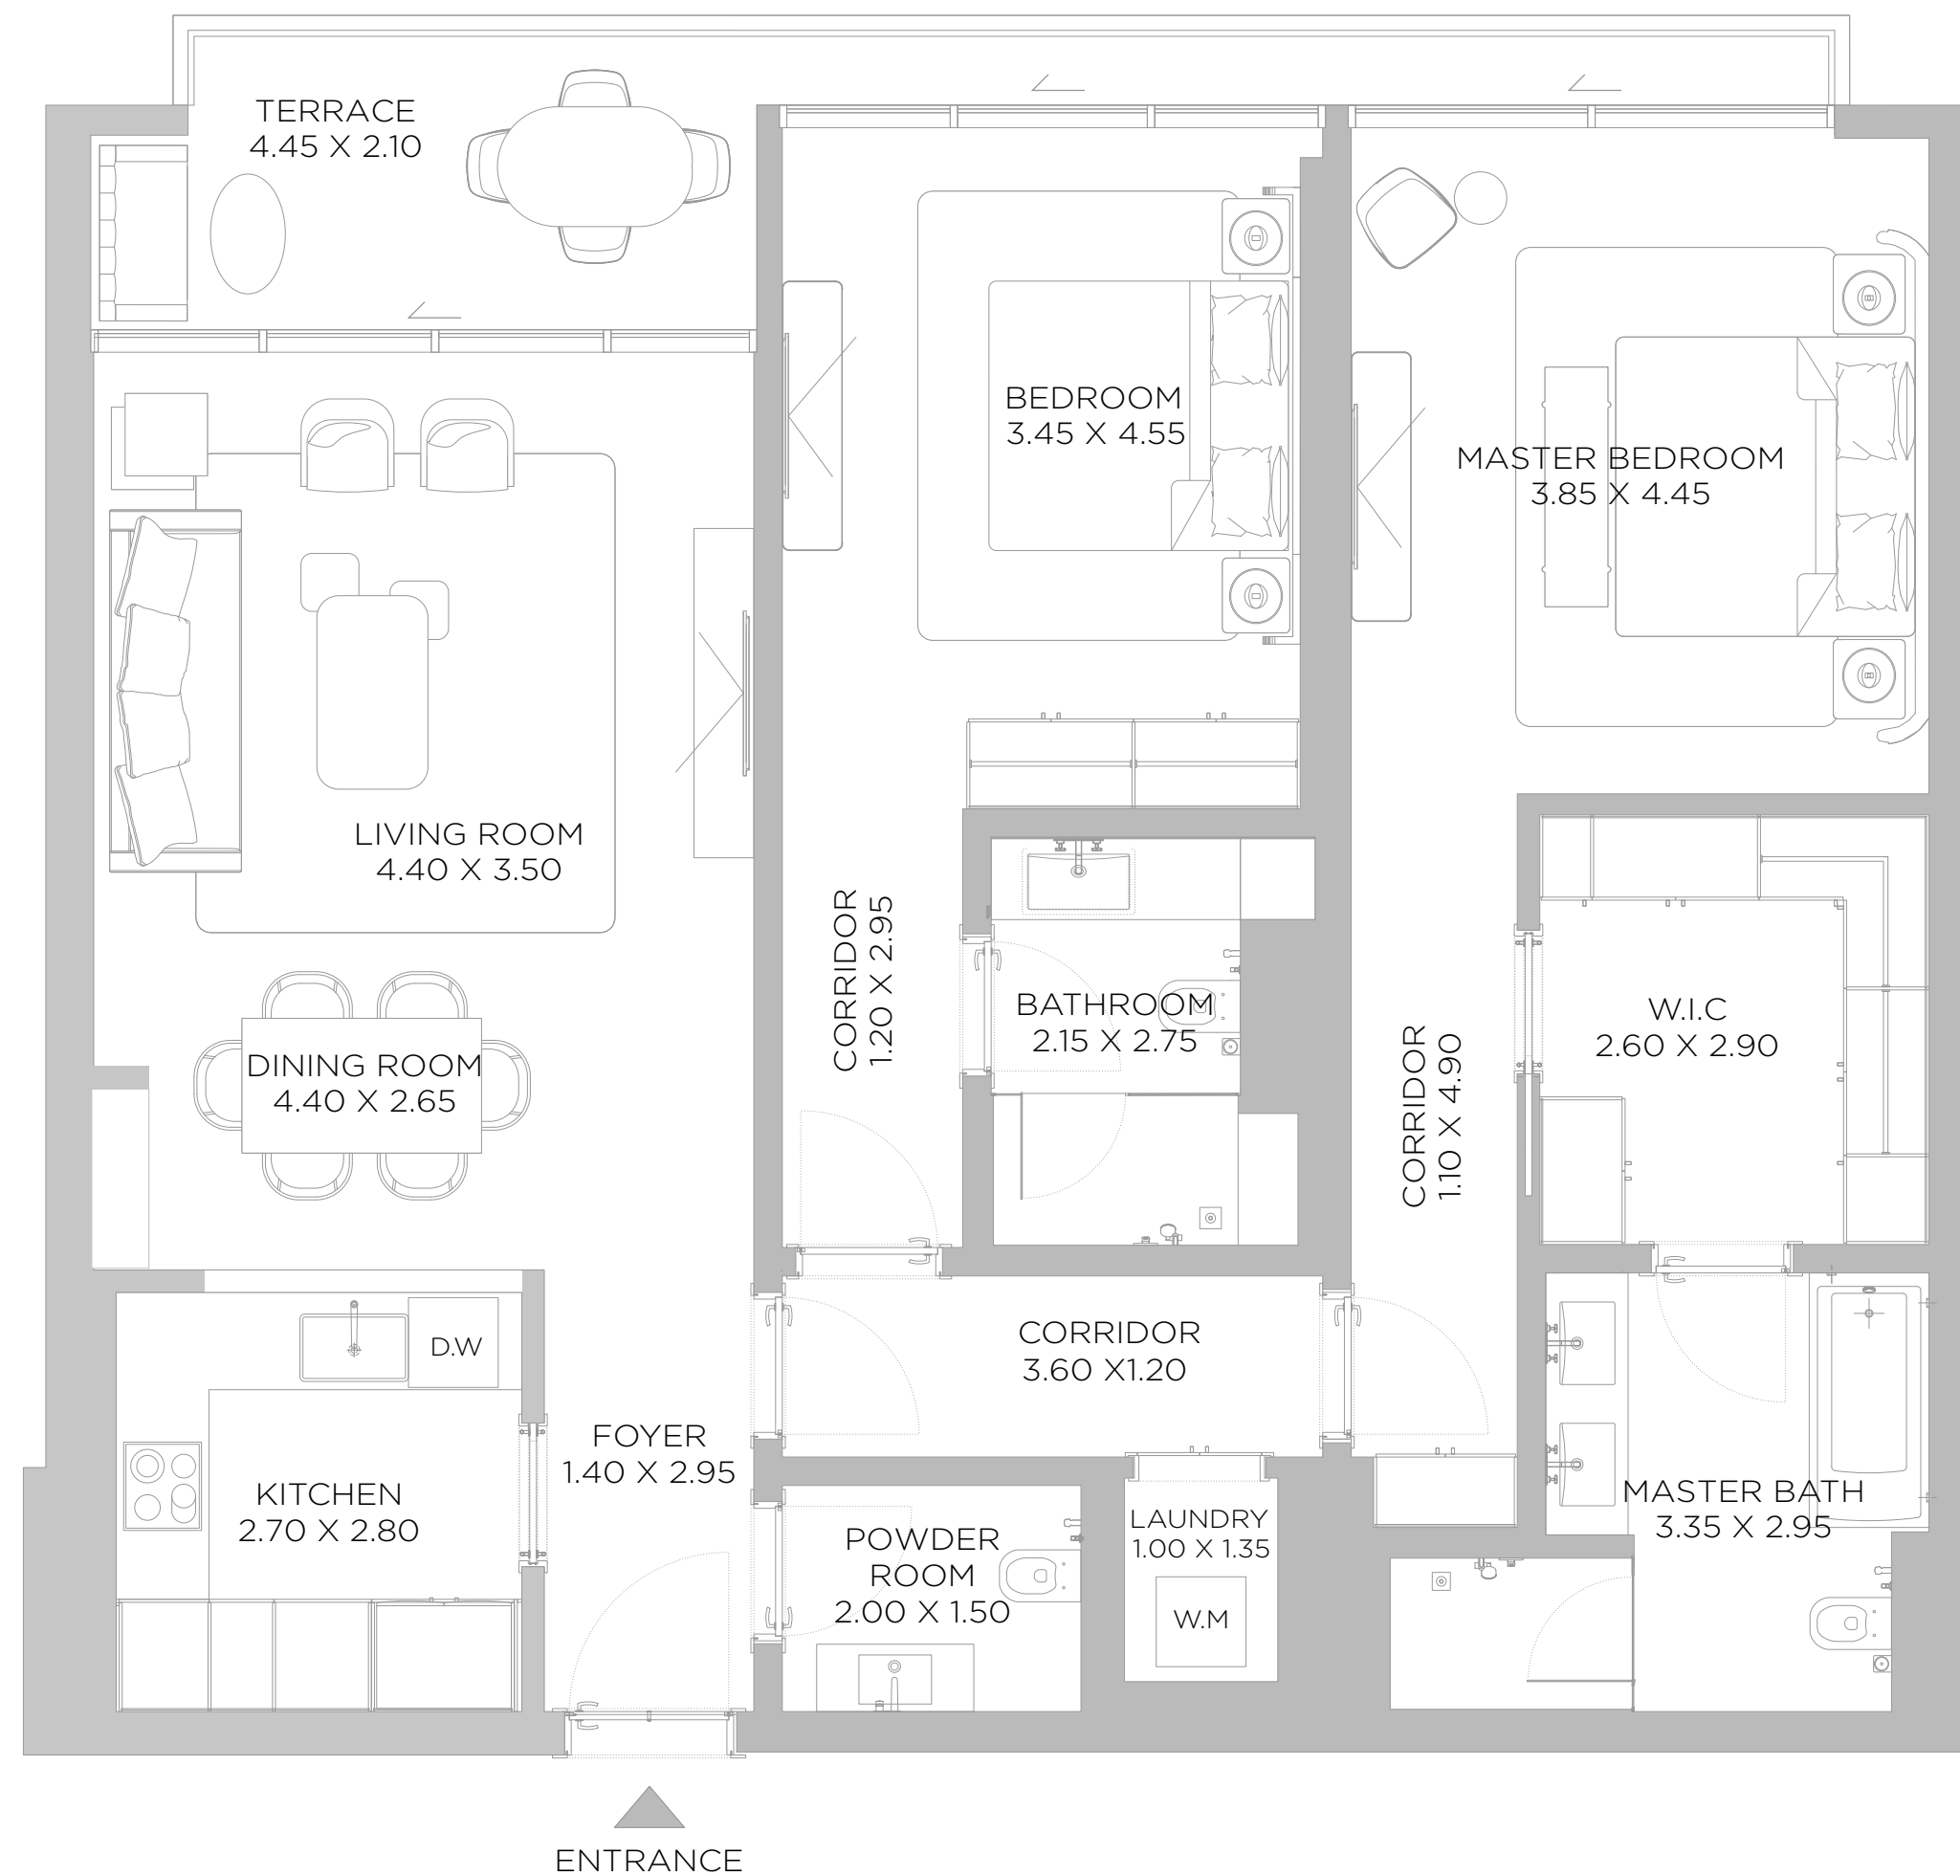 TERRACE
4.45 X 2.10
BEDROOM
3.45 X 4.55
MASTER BEDROOM
3.85 X 4.45
LIVING ROOM
4.40 X 3.50
CORRIDOR
1.20 X 2.95
BATHROOM
2.15 X 2.75
W.I.C
2.60 X 2.90
DINING ROOM
4.40 X 2.65
CORRIDOR
1.10 X 4.90
D.W
CORRIDOR
3.60 X1.20
FOYER
1.40 X 2.95
KITCHEN
2.70 X 2.80
POWDER
ROOM
2.00 X 1.50
LAUNDRY
1.00 X 1.35
W.M
MASTER BATH
3.35 X 2.95
ENTRANCE